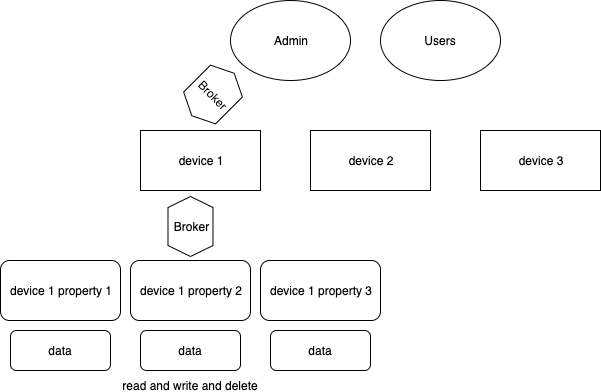 Admin
Users
Broker
device 1
device 2
device 3
Broker
device 1 property 1
device 1 property 2
device 1 property 3
data
data
data
read and write and delete